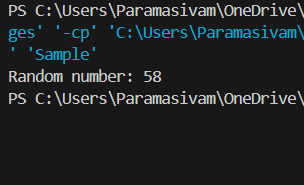 PS C:\Users\Paramasivam\OneDrive\
ges' '-cp' 'C:\Users\Paramasivam\
' 'Sample'
Random number: 58
PS C:\Users\Paramasivam\OneDrive\